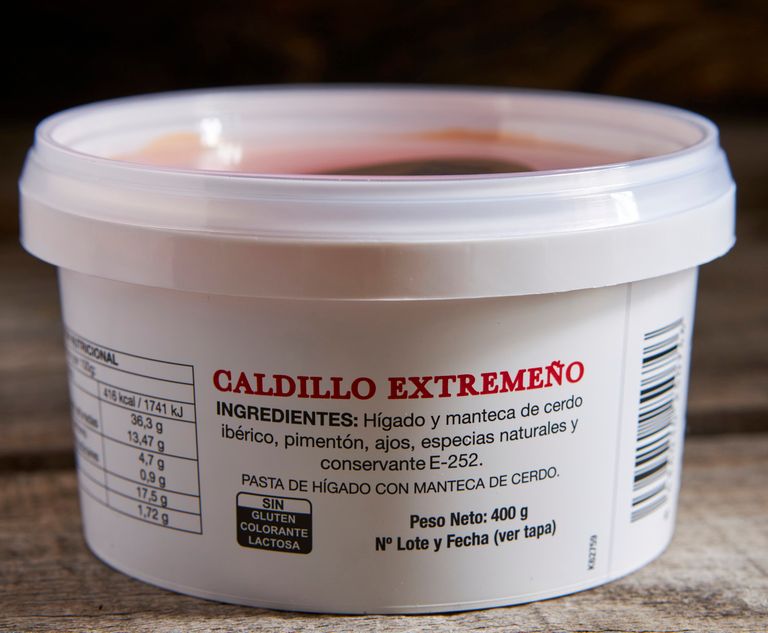 NUTRICIONAL
416 kcal / 1741 kJ
36,3 g
13,47 g
4,7 g
0,9 g
17,5 g
1,72 g
CALDILLO EXTREMEÑO
INGREDIENTES: Hígado y manteca de cerdo
ibérico, pimentón, ajos, especias naturales y
conservante E-252.
PASTA DE HÍGADO CON MANTECA DE CERDO.
SIN
GLUTEN
COLORANTE
LACTOSA
Peso Neto: 400 g
Nº Lote y Fecha (ver tapa)
K62759